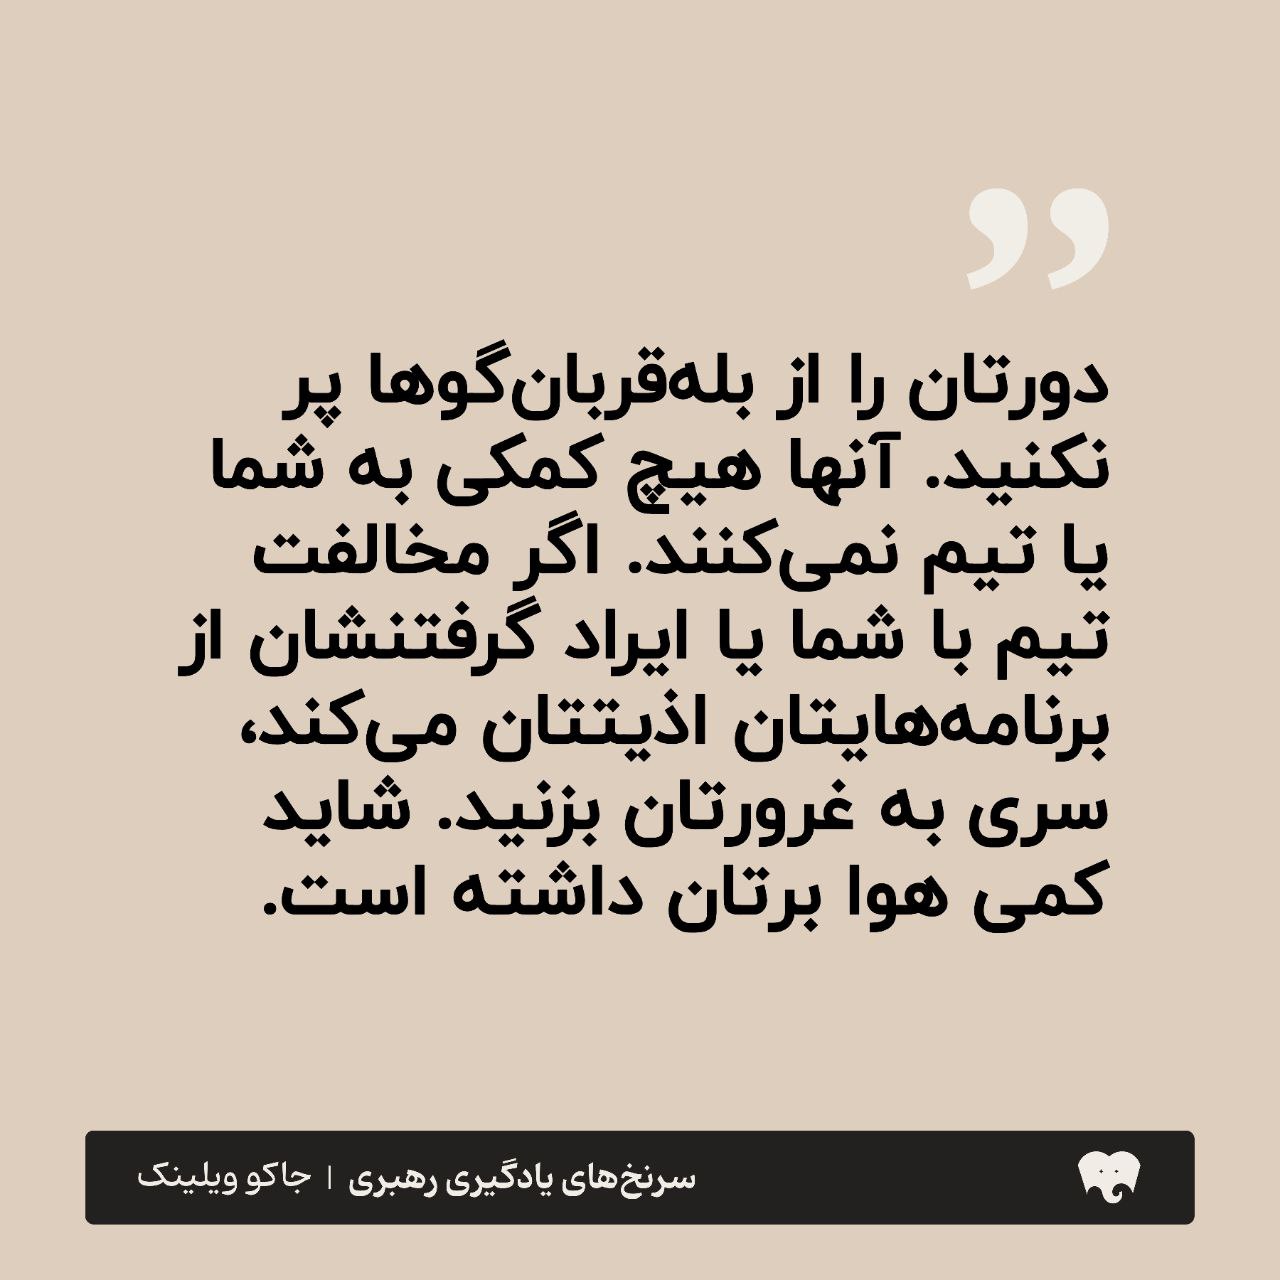 ”
دورتان را از بله‌قربان‌گوها پر
نکنید. آنها هیچ کمکی به شما
یا تیم نمی‌کنند. اگر مخالفت
تیم با شما یا ایراد گرفتنشان از
برنامه‌هایتان اذیتتان می‌کند،
سری به غرورتان بزنید. شاید
کمی هوا برتان داشته است.
سرنخ‌های یادگیری رهبری | جاکو ویلینک